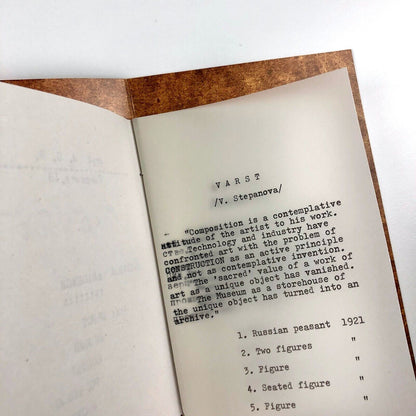 VARST
/V. Stepanova/
"Composition is a contemplative
attitude of the artist to his work.
Technology and industry have
confronted art with the problem of
CONSTRUCTION as an active principle
and not as contemplative invention.
The 'sacred' value of a work of
art as a unique object has vanished.
The Museum as a storehouse of
the unique object has turned into an
archive."
1. Russian peasant 1921
2. Two figures "
3. Figure "
4. Seated figure "
5. Figure "